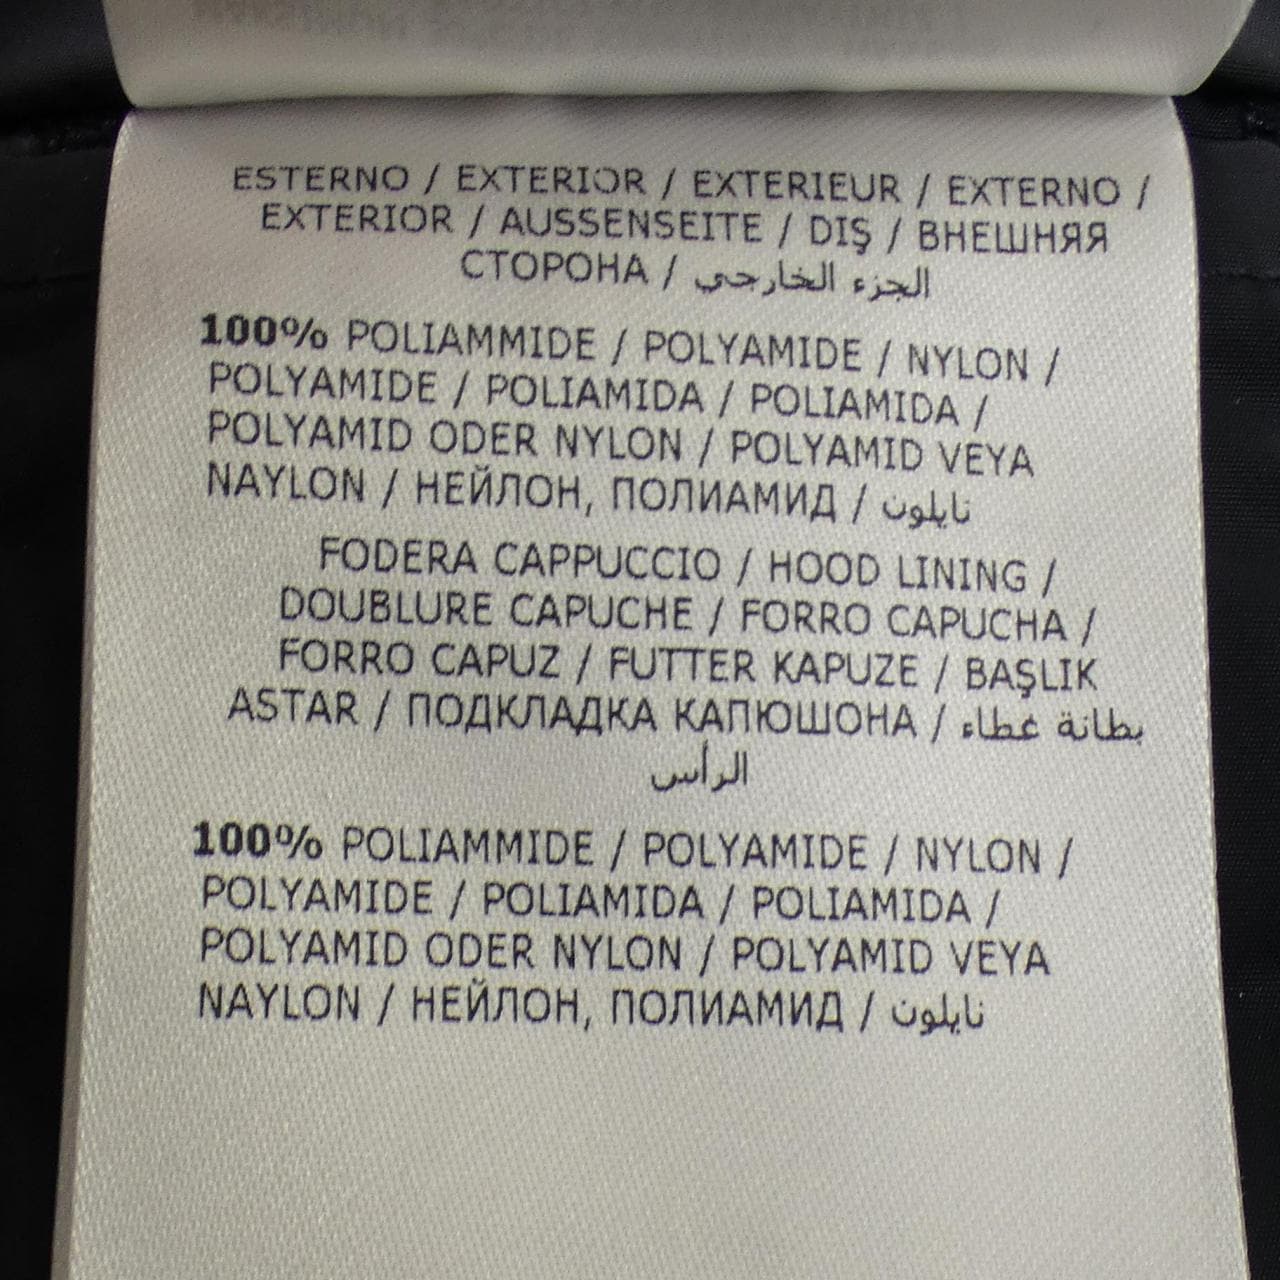 ESTERNO / EXTERIOR / EXTERIEUR / EXTERNO /
EXTERIOR / AUSSENSEITE / DIŞ / ВНЕШНЯЯ
СТОРОНА / الجزء الخارجي
100% POLIAMMIDE / POLYAMIDE / NYLON /
POLYAMIDE / POLIAMIDA / POLIAMIDA /
POLYAMID ODER NYLON / POLYAMID VEYA
NAYLON / НЕЙЛОН, ПОЛИАМИД / نايلون
FODERA CAPPUCCIO / HOOD LINING /
DOUBLURE CAPUCHE / FORRO CAPUCHA /
FORRO CAPUZ / FUTTER KAPUZE / BAŞLIK
ASTAR / ПОДКЛАДКА КАПЮШОНА / بطانة غطاء
الرأس
100% POLIAMMIDE / POLYAMIDE / NYLON /
POLYAMIDE / POLIAMIDA / POLIAMIDA /
POLYAMID ODER NYLON / POLYAMID VEYA
NAYLON / НЕЙЛОН, ПОЛИАМИД / نايلون